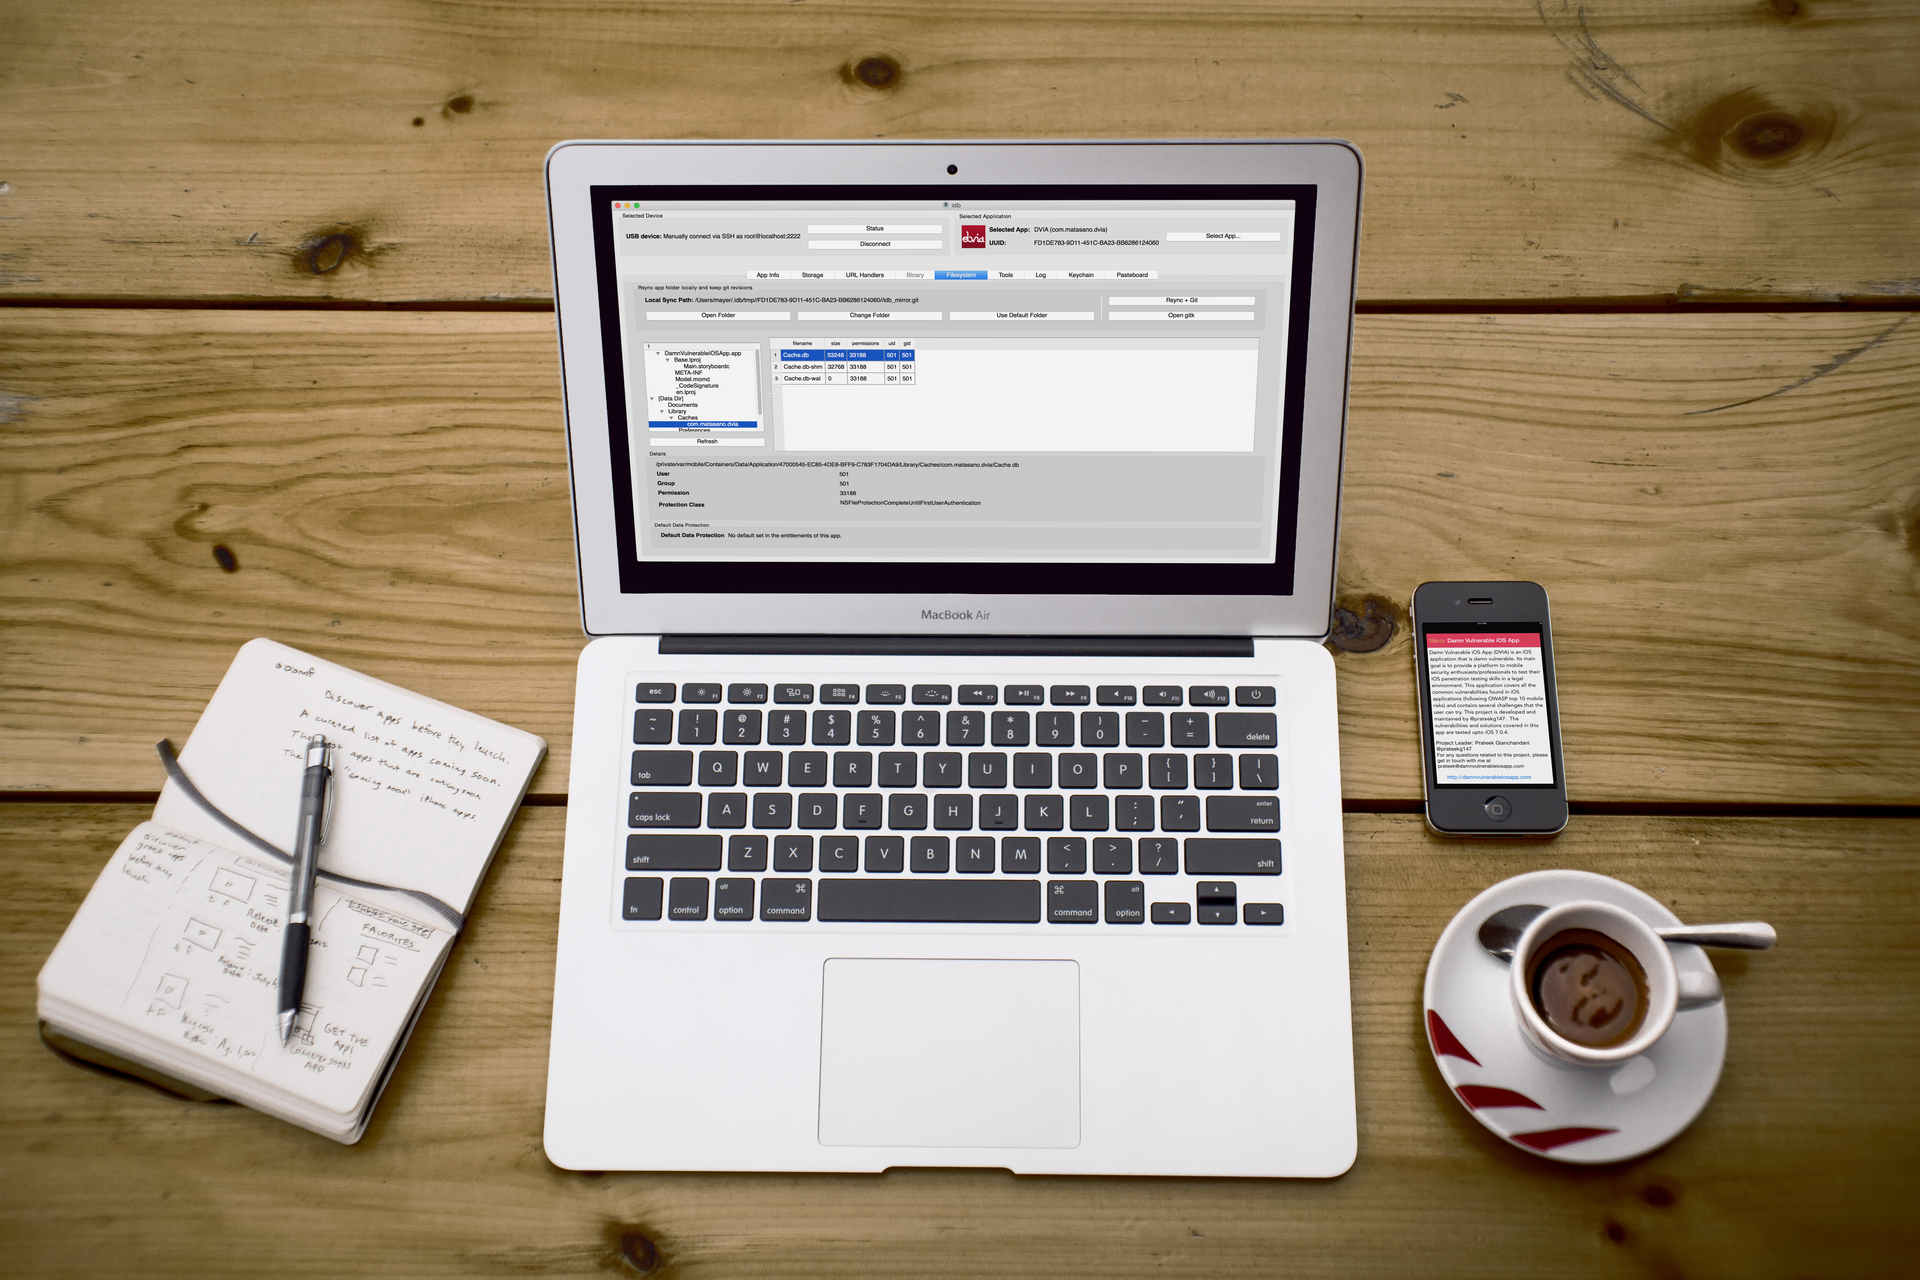 idb
Selected Device
USB device: Manually connect via SSH as root@localhost:2222
Status
Disconnect
Selected Application
dvia
Selected App: DVIA (com.matasano.dvia)
UUID: FD1DE783-9D11-451C-BA23-BB6286124060
Select App...
App Info Storage URL Handlers Binary Filesystem Tools Log Keychain Pasteboard
Rsync app folder locally and keep git revisions
Local Sync Path: /Users/mayer/.idb/tmp//FD1DE783-9D11-451C-BA23-BB6286124060//idb_mirror.git
Rsync + Git
Open Folder Change Folder Use Default Folder Open gitk
1
DamnVulnerableIOSApp.app
Base.lproj
Main.storyboardc
META-INF
Model.momd
_CodeSignature
en.lproj
[Data Dir]
Documents
Library
Caches
com.matasano.dvia
Preferences
Refresh
filename size permissions uid gid
1 Cache.db 53248 33188 501 501
2 Cache.db-shm 32768 33188 501 501
3 Cache.db-wal 0 33188 501 501
Details
/private/var/mobile/Containers/Data/Application/47000545-EC85-4DE8-BFF9-C783F1704DA9/Library/Caches/com.matasano.dvia/Cache.db
User 501
Group 501
Permission 33188
Protection Class NSFileProtectionCompleteUntilFirstUserAuthentication
Default Data Protection
Default Data Protection No default set in the entitlements of this app.
MacBook Air
esc F1 F2 F3 F4 F5 F6 F7 F8 F9 F10 F11 F12
~ ! @ # $ % ^ & * ( ) _ +
` 1 2 3 4 5 6 7 8 9 0 - = delete
tab Q W E R T Y U I O P { [ } ] | \
caps lock A S D F G H J K L : ; " ' enter return
shift Z X C V B N M < , > . ? / shift
fn control alt option ⌘ command ⌘ command alt option
Menu Damn Vulnerable iOS App
Damn Vulnerable iOS App (DVIA) is an iOS
application that is damn vulnerable. Its main
goal is to provide a platform to mobile
security enthusiasts/professionals to test their
iOS penetration testing skills in a legal
environment. This application covers all the
common vulnerabilities found in iOS
applications (following OWASP top 10 mobile
risks) and contains several challenges that the
user can try. This project is developed and
maintained by @prateekg147. The
vulnerabilities and solutions covered in this
app are tested upto iOS 7.0.4.
Project Leader: Prateek Gianchandani
@prateekg147
For any questions related to this project, please
get in touch with me at
prateek@damnvulnerableiosapp.com
http://damnvulnerableiosapp.com
Discover apps before they launch.
A curated list of apps coming soon.
The best apps that are coming soon
The "coming soon" iPhone apps.
Discover
great apps
before they
launch.
Release
Date
FAVORITES
GET THE
App!
COMING SOON
APP